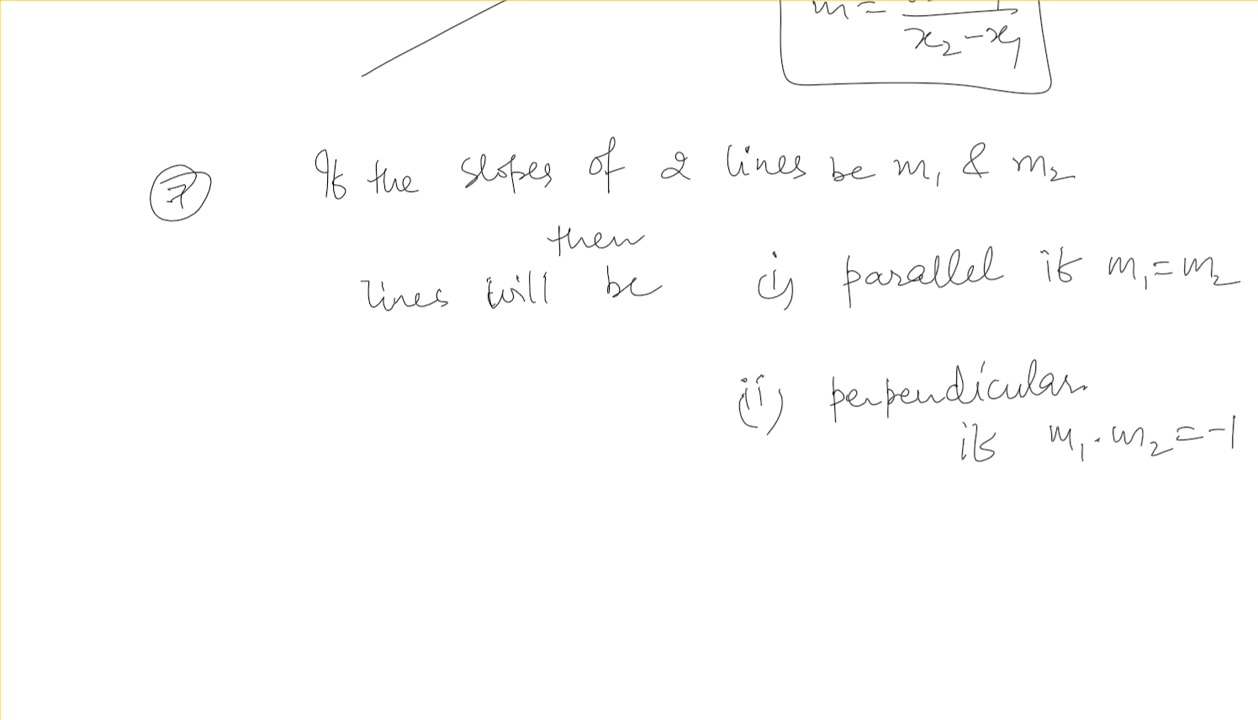 m =
x₂-x₁
⑦ If the slopes of 2 lines be m₁ & m₂
then
lines will be (i) parallel if m₁=m₂
(ii) perpendicular
if m₁.m₂=-1